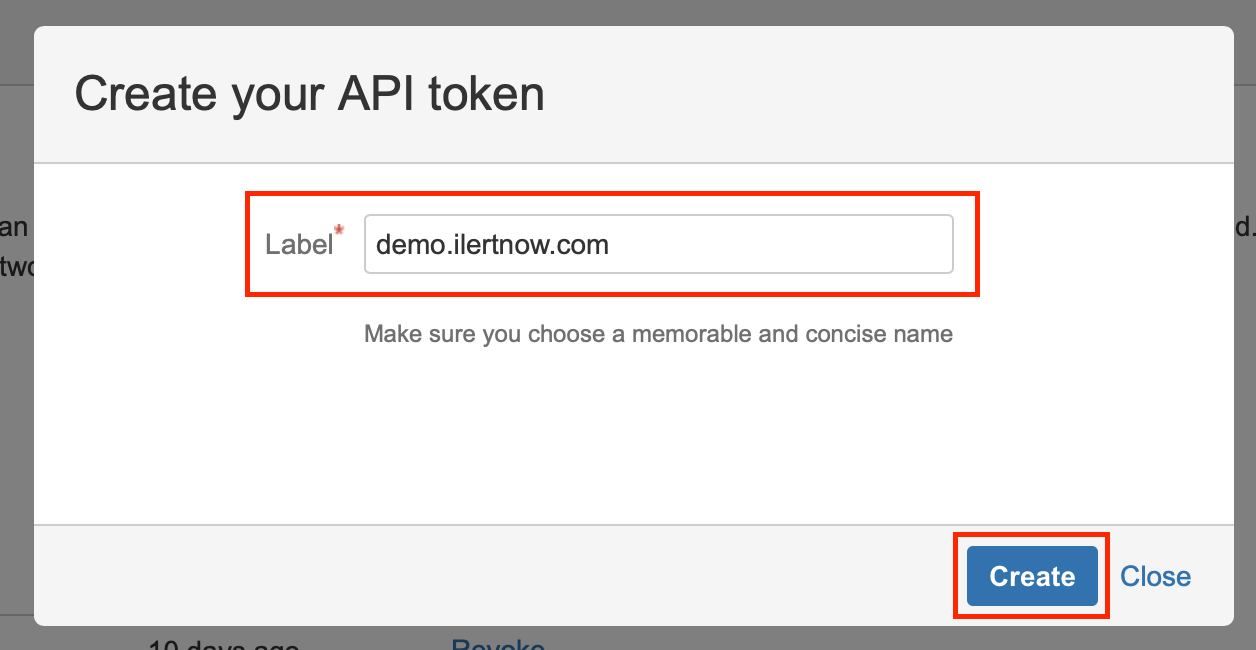 Create your API token
an
d.
Label*
demo.ilertnow.com
Make sure you choose a memorable and concise name
Create
Close
10 days ago
Revoke